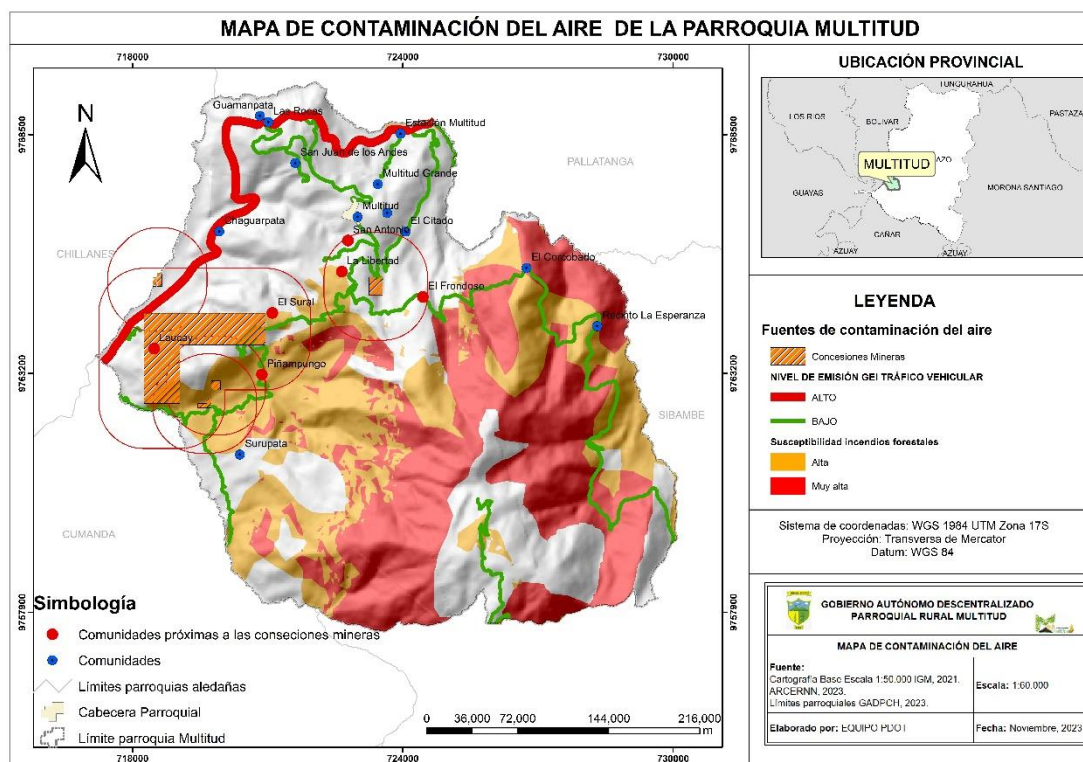 MAPA DE CONTAMINACIÓN DEL AIRE DE LA PARROQUIA MULTITUD
718000
724000
730000
N
9768500
9763200
9757900
Guamanpata
Las Rocas
Estación Multitud
San Juan de los Andes
Multitud Grande
Multitud
San Antonio
El Citado
Chaguarpata
La Libertad
El Corcobado
El Frondoso
El Sural
Recinto La Esperanza
Piñampungo
Surupata
PALLATANGA
CHILLANES
SIBAMBE
CUMANDA
Simbología
Comunidades próximas a las conseciones mineras
Comunidades
Límites parroquias aledañas
Cabecera Parroquial
Límite parroquia Multitud
0 36,000 72,000 144,000 216,000
m
718000
724000
730000
9763200
9757900
UBICACIÓN PROVINCIAL
TUNGURAHUA
LOS RIOS
BOLIVAR
PASTAZA
AZO
MULTITUD
GUAYAS
MORONA SANTIAGO
CAÑAR
AZUAY
AZUAY
LEYENDA
Fuentes de contaminación del aire
Concesiones Mineras
NIVEL DE EMISIÓN GEI TRÁFICO VEHICULAR
ALTO
BAJO
Susceptibilidad incendios forestales
Alta
Muy alta
Sistema de coordenadas: WGS 1984 UTM Zona 17S
Proyección: Transversa de Mercator
Datum: WGS 84
GOBIERNO AUTÓNOMO DESCENTRALIZADO
PARROQUIAL RURAL MULTITUD
MAPA DE CONTAMINACIÓN DEL AIRE
Fuente:
Cartografía Base Escala 1:50.000 IGM, 2021.
ARCERNN, 2023.
Límites parroquiales GADPCH, 2023.
Escala: 1:60.000
Elaborado por: EQUIPO PDOT
Fecha: Noviembre, 2023